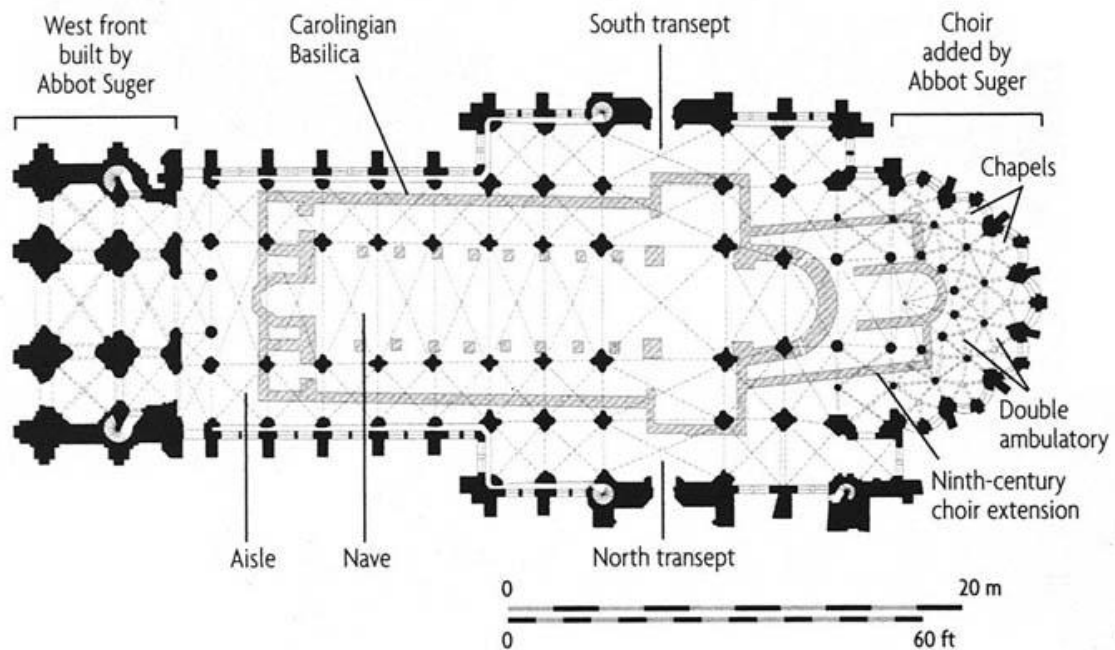 West front
built by
Abbot Suger
Carolingian
Basilica
South transept
Choir
added by
Abbot Suger
Chapels
Double
ambulatory
Ninth-century
choir extension
Aisle
Nave
North transept
0
20 m
0
60 ft